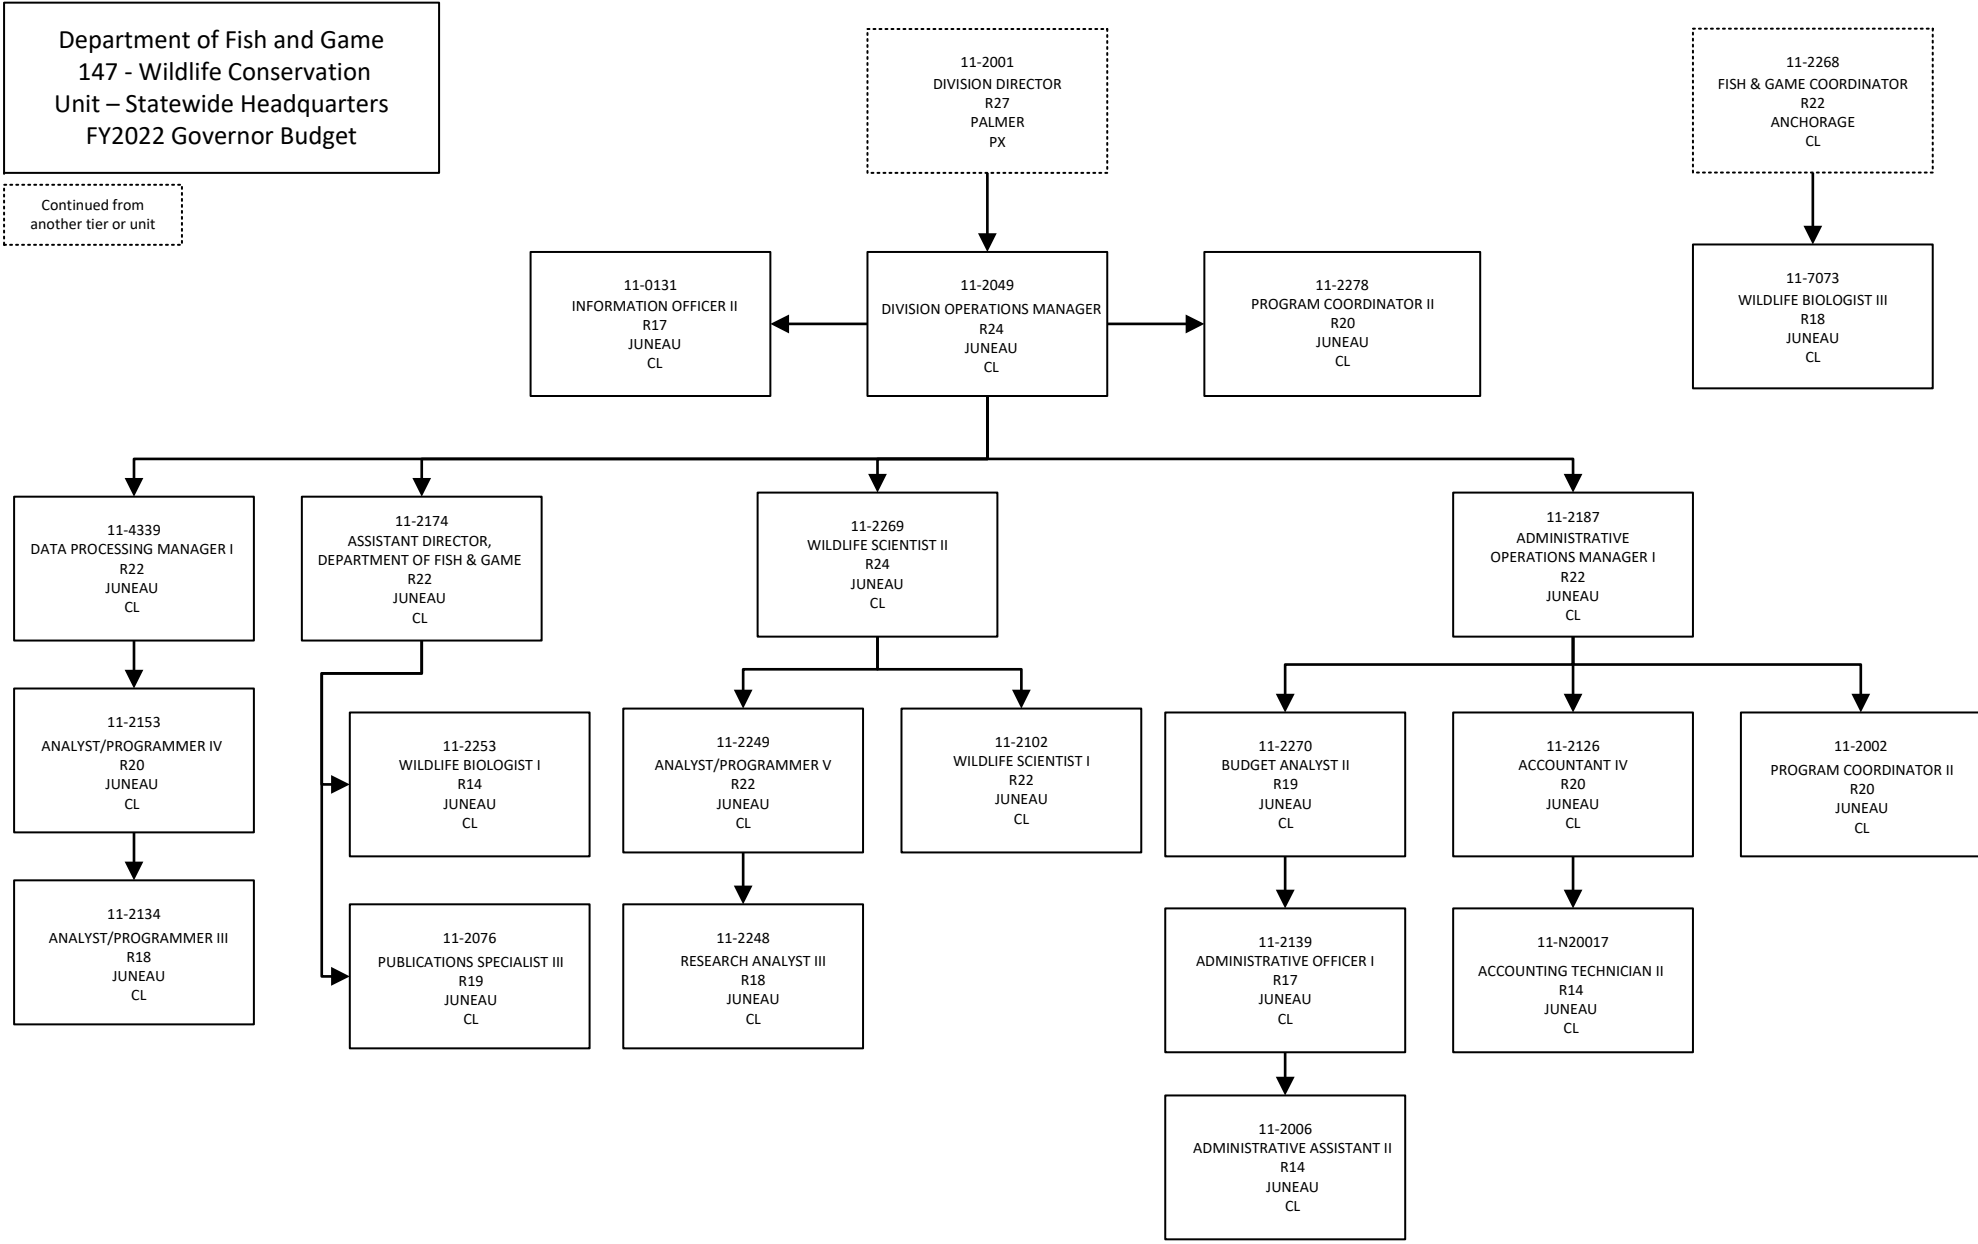 Department of Fish and Game
147 - Wildlife Conservation
Unit – Statewide Headquarters
FY2022 Governor Budget
Continued from
another tier or unit
11-2001
DIVISION DIRECTOR
R27
PALMER
PX
11-2268
FISH & GAME COORDINATOR
R22
ANCHORAGE
CL
11-0131
INFORMATION OFFICER II
R17
JUNEAU
CL
11-2049
DIVISION OPERATIONS MANAGER
R24
JUNEAU
CL
11-2278
PROGRAM COORDINATOR II
R20
JUNEAU
CL
11-7073
WILDLIFE BIOLOGIST III
R18
JUNEAU
CL
11-4339
DATA PROCESSING MANAGER I
R22
JUNEAU
CL
11-2174
ASSISTANT DIRECTOR,
DEPARTMENT OF FISH & GAME
R22
JUNEAU
CL
11-2269
WILDLIFE SCIENTIST II
R24
JUNEAU
CL
11-2187
ADMINISTRATIVE
OPERATIONS MANAGER I
R22
JUNEAU
CL
11-2153
ANALYST/PROGRAMMER IV
R20
JUNEAU
CL
11-2253
WILDLIFE BIOLOGIST I
R14
JUNEAU
CL
11-2249
ANALYST/PROGRAMMER V
R22
JUNEAU
CL
11-2102
WILDLIFE SCIENTIST I
R22
JUNEAU
CL
11-2270
BUDGET ANALYST II
R19
JUNEAU
CL
11-2126
ACCOUNTANT IV
R20
JUNEAU
CL
11-2002
PROGRAM COORDINATOR II
R20
JUNEAU
CL
11-2134
ANALYST/PROGRAMMER III
R18
JUNEAU
CL
11-2076
PUBLICATIONS SPECIALIST III
R19
JUNEAU
CL
11-2248
RESEARCH ANALYST III
R18
JUNEAU
CL
11-2139
ADMINISTRATIVE OFFICER I
R17
JUNEAU
CL
11-N20017
ACCOUNTING TECHNICIAN II
R14
JUNEAU
CL
11-2006
ADMINISTRATIVE ASSISTANT II
R14
JUNEAU
CL